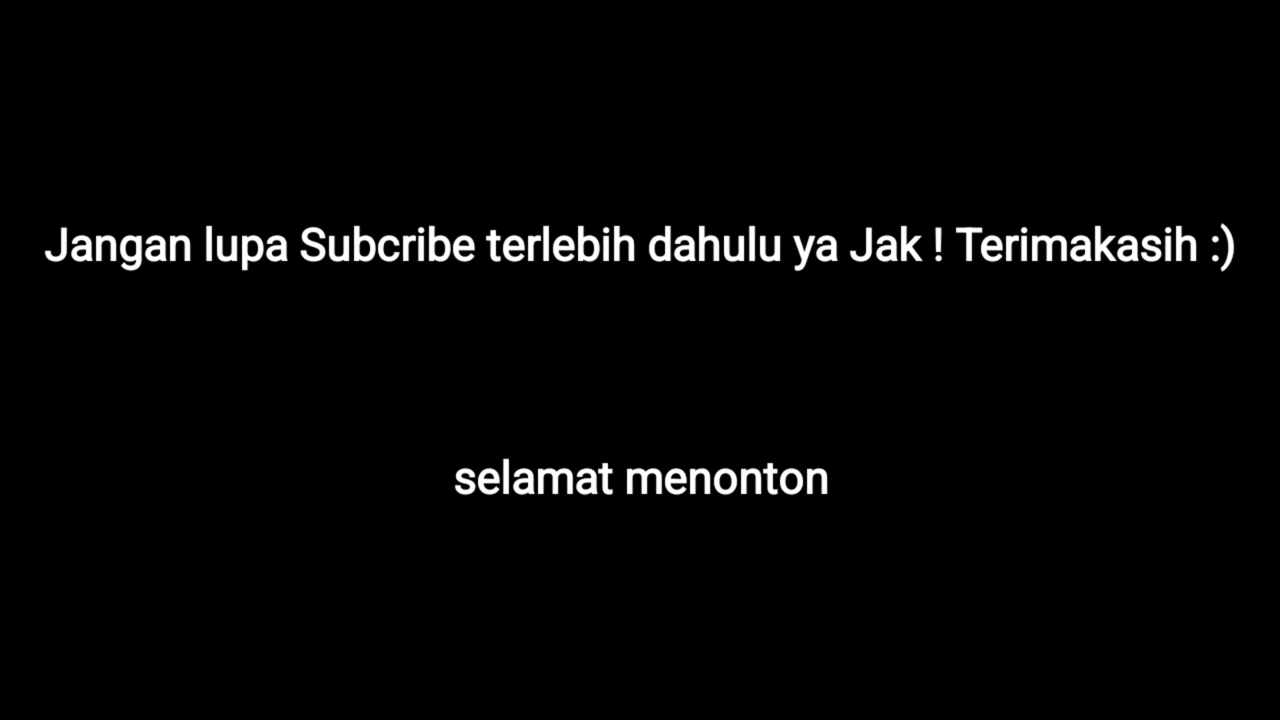 Jangan lupa Subcribe terlebih dahulu ya Jak ! Terimakasih :)
selamat menonton